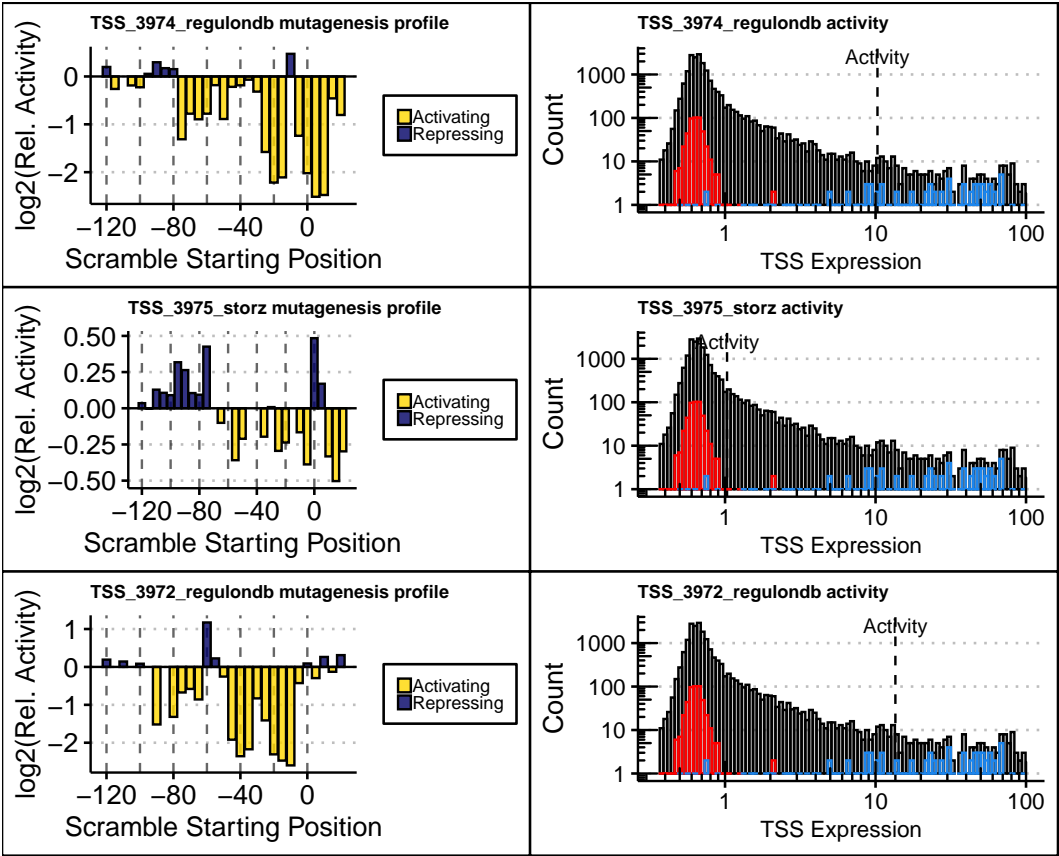 TSS_3974_regulondb mutagenesis profile
log2(Rel. Activity)
0
−1
−2
−120 −80 −40 0
Scramble Starting Position
Activating
Repressing
TSS_3974_regulondb activity
Activity
Count
1000
100
10
1
1 10 100
TSS Expression
TSS_3975_storz mutagenesis profile
log2(Rel. Activity)
0.50
0.25
0.00
−0.25
−0.50
−120 −80 −40 0
Scramble Starting Position
Activating
Repressing
TSS_3975_storz activity
Activity
Count
1000
100
10
1
1 10 100
TSS Expression
TSS_3972_regulondb mutagenesis profile
log2(Rel. Activity)
1
0
−1
−2
−120 −80 −40 0
Scramble Starting Position
Activating
Repressing
TSS_3972_regulondb activity
Activity
Count
1000
100
10
1
1 10 100
TSS Expression